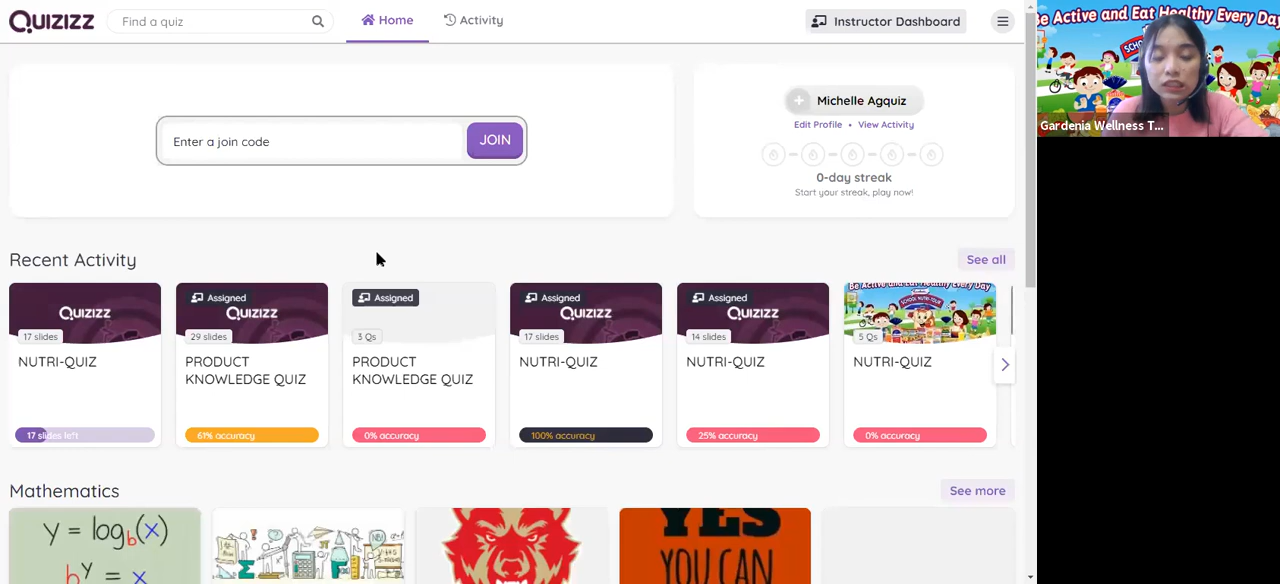 QUIZIZZ
Find a quiz
Home
Activity
Instructor Dashboard
Enter a join code
JOIN
Michelle Agquiz
Edit Profile • View Activity
0-day streak
Start your streak, play now!
Recent Activity
See all
QUIZIZZ
17 slides
NUTRI-QUIZ
17 slides left
Assigned
QUIZIZZ
29 slides
PRODUCT
KNOWLEDGE QUIZ
61% accuracy
Assigned
3 Qs
PRODUCT
KNOWLEDGE QUIZ
0% accuracy
Assigned
QUIZIZZ
17 slides
NUTRI-QUIZ
100% accuracy
Assigned
QUIZIZZ
14 slides
NUTRI-QUIZ
25% accuracy
Be Active and Eat Healthy Every Day
SCHOOL NUTRI-TOUR
5 Qs
NUTRI-QUIZ
0% accuracy
Mathematics
See more
y = log b (x)
b^y = x
YES
YOU CAN
Be Active and Eat Healthy Every Day
Gardenia Wellness T...